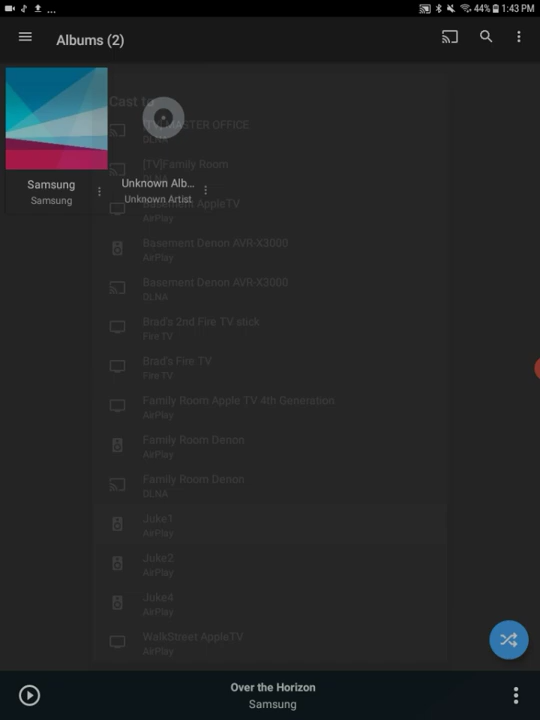 ... 44% 1:43 PM
Albums (2)
Cast to
[TV] MASTER OFFICE
DLNA
[TV]Family Room
DLNA
Samsung
Samsung
Unknown Alb...
Unknown Artist
Basement AppleTV
AirPlay
Basement Denon AVR-X3000
AirPlay
Basement Denon AVR-X3000
DLNA
Brad's 2nd Fire TV stick
Fire TV
Brad's Fire TV
Fire TV
Family Room Apple TV 4th Generation
AirPlay
Family Room Denon
AirPlay
Family Room Denon
DLNA
Juke1
AirPlay
Juke2
AirPlay
Juke4
AirPlay
WalkStreet AppleTV
AirPlay
Over the Horizon
Samsung